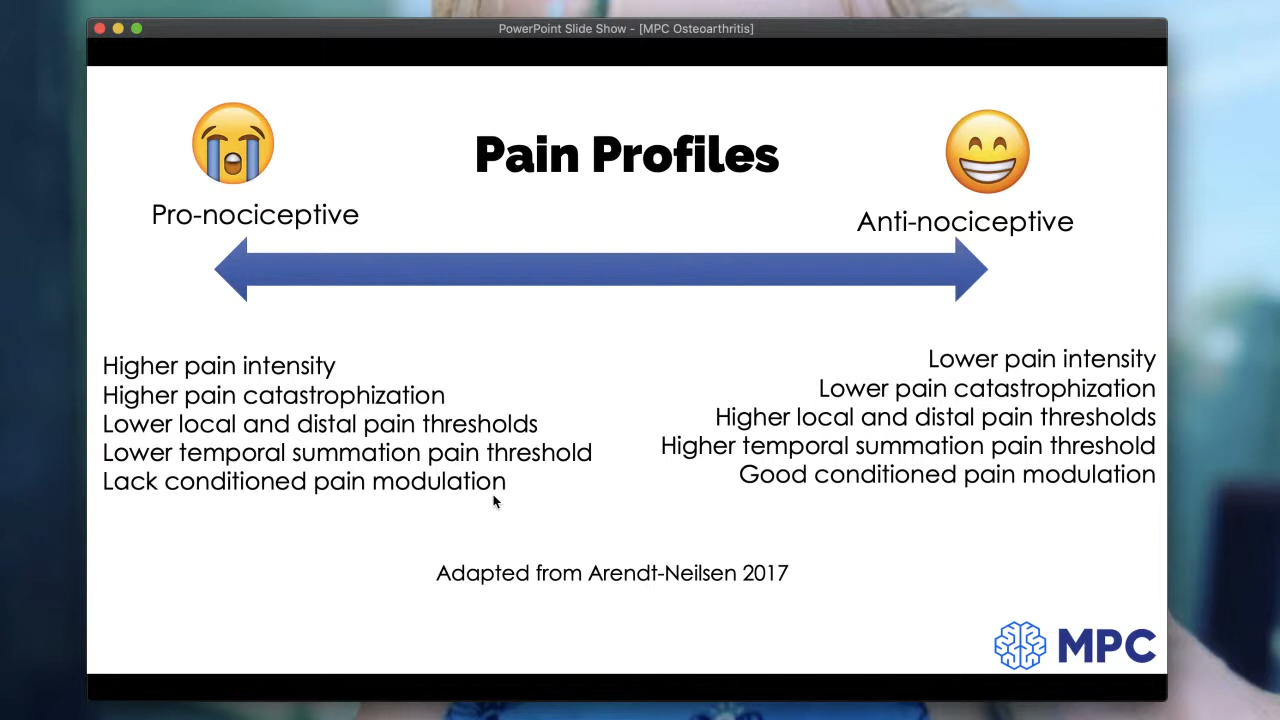 PowerPoint Slide Show - [MPC Osteoarthritis]
Pain Profiles
Pro-nociceptive
Anti-nociceptive
Higher pain intensity
Higher pain catastrophization
Lower local and distal pain thresholds
Lower temporal summation pain threshold
Lack conditioned pain modulation
Lower pain intensity
Lower pain catastrophization
Higher local and distal pain thresholds
Higher temporal summation pain threshold
Good conditioned pain modulation
Adapted from Arendt-Neilsen 2017
MPC